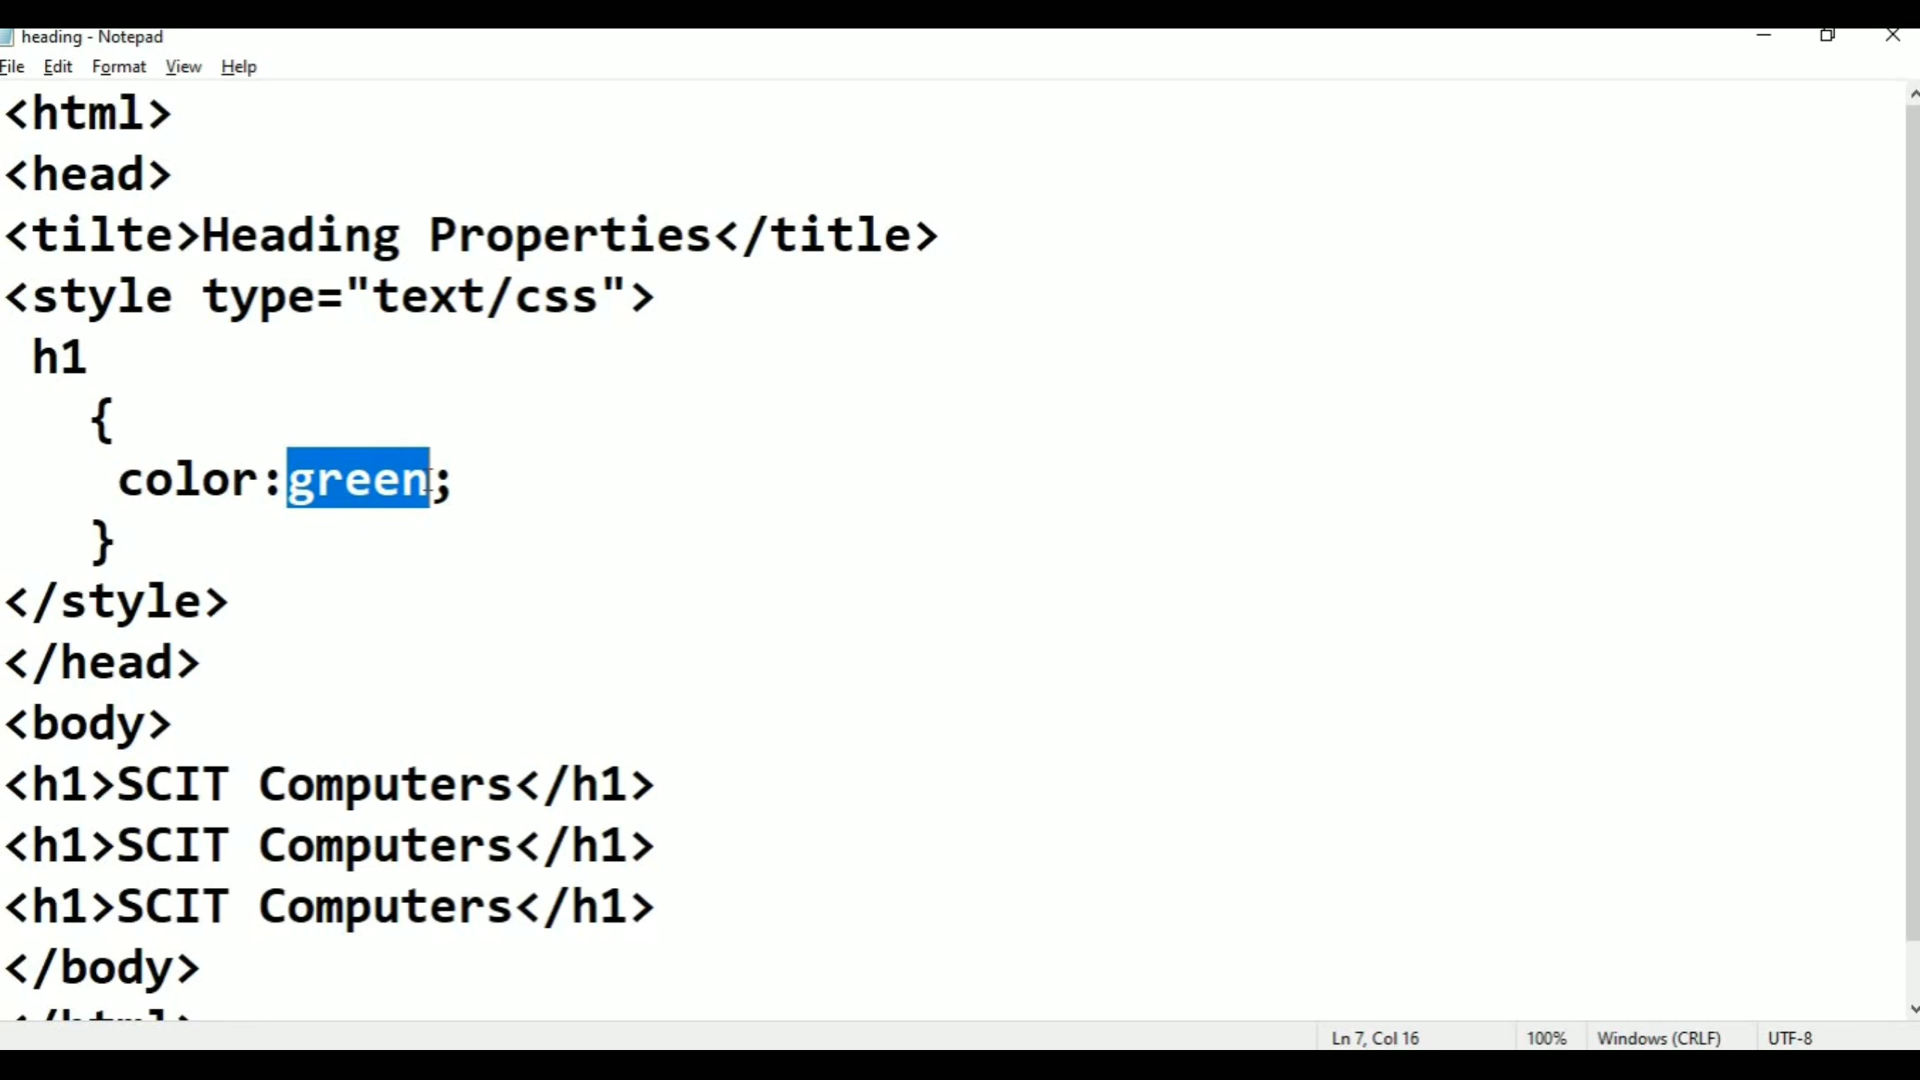 heading - Notepad
File Edit Format View Help
<html>
<head>
<tilte>Heading Properties</title>
<style type="text/css">
h1
{
color:green;
}
</style>
</head>
<body>
<h1>SCIT Computers</h1>
<h1>SCIT Computers</h1>
<h1>SCIT Computers</h1>
</body>
</html>
Ln 7, Col 16 100% Windows (CRLF) UTF-8